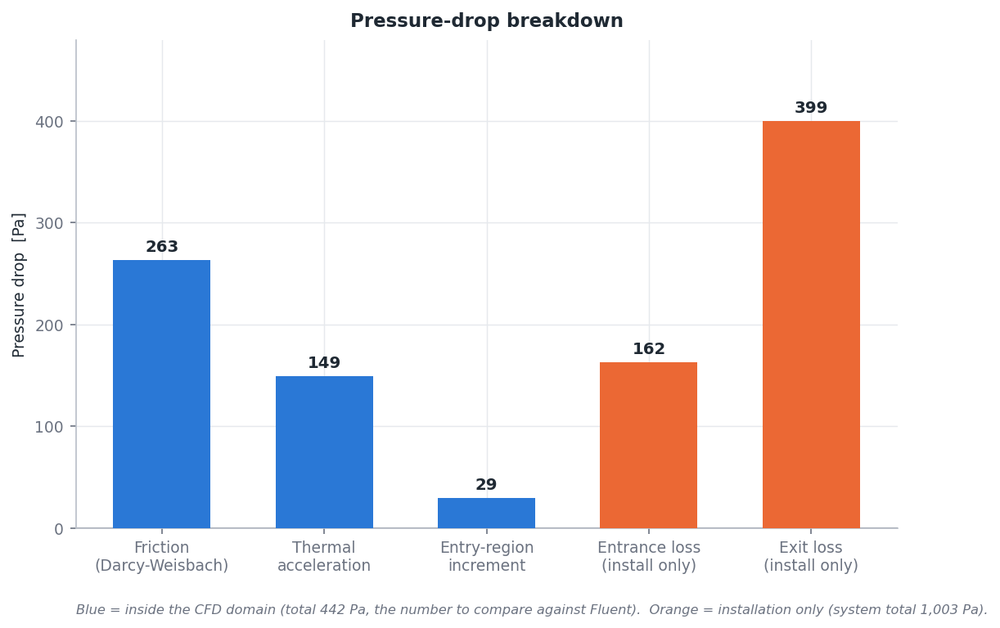 Pressure-drop breakdown
Pressure drop [Pa]
400
300
200
100
0
263
149
29
162
399
Friction
(Darcy-Weisbach)
Thermal
acceleration
Entry-region
increment
Entrance loss
(install only)
Exit loss
(install only)
Blue = inside the CFD domain (total 442 Pa, the number to compare against Fluent). Orange = installation only (system total 1,003 Pa).